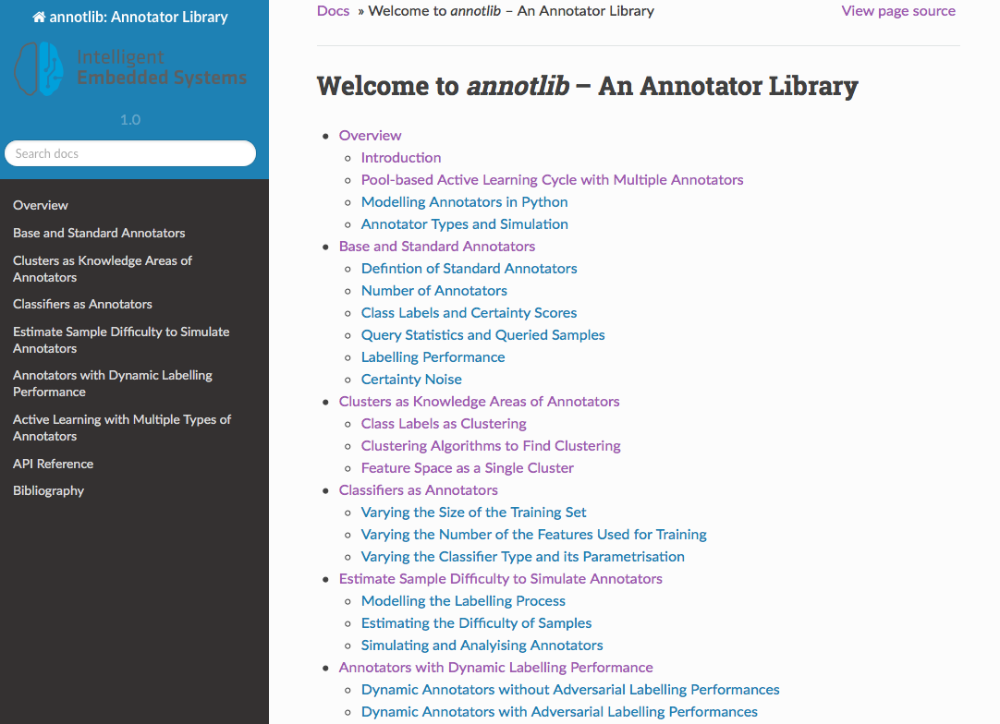 annotlib: Annotator Library
Intelligent
Embedded Systems
1.0
Search docs
Overview
Base and Standard Annotators
Clusters as Knowledge Areas of
Annotators
Classifiers as Annotators
Estimate Sample Difficulty to Simulate
Annotators
Annotators with Dynamic Labelling
Performance
Active Learning with Multiple Types of
Annotators
API Reference
Bibliography
Docs » Welcome to annotlib – An Annotator Library
View page source
Welcome to annotlib – An Annotator Library
Overview
Introduction
Pool-based Active Learning Cycle with Multiple Annotators
Modelling Annotators in Python
Annotator Types and Simulation
Base and Standard Annotators
Defintion of Standard Annotators
Number of Annotators
Class Labels and Certainty Scores
Query Statistics and Queried Samples
Labelling Performance
Certainty Noise
Clusters as Knowledge Areas of Annotators
Class Labels as Clustering
Clustering Algorithms to Find Clustering
Feature Space as a Single Cluster
Classifiers as Annotators
Varying the Size of the Training Set
Varying the Number of the Features Used for Training
Varying the Classifier Type and its Parametrisation
Estimate Sample Difficulty to Simulate Annotators
Modelling the Labelling Process
Estimating the Difficulty of Samples
Simulating and Analyising Annotators
Annotators with Dynamic Labelling Performance
Dynamic Annotators without Adversarial Labelling Performances
Dynamic Annotators with Adversarial Labelling Performances